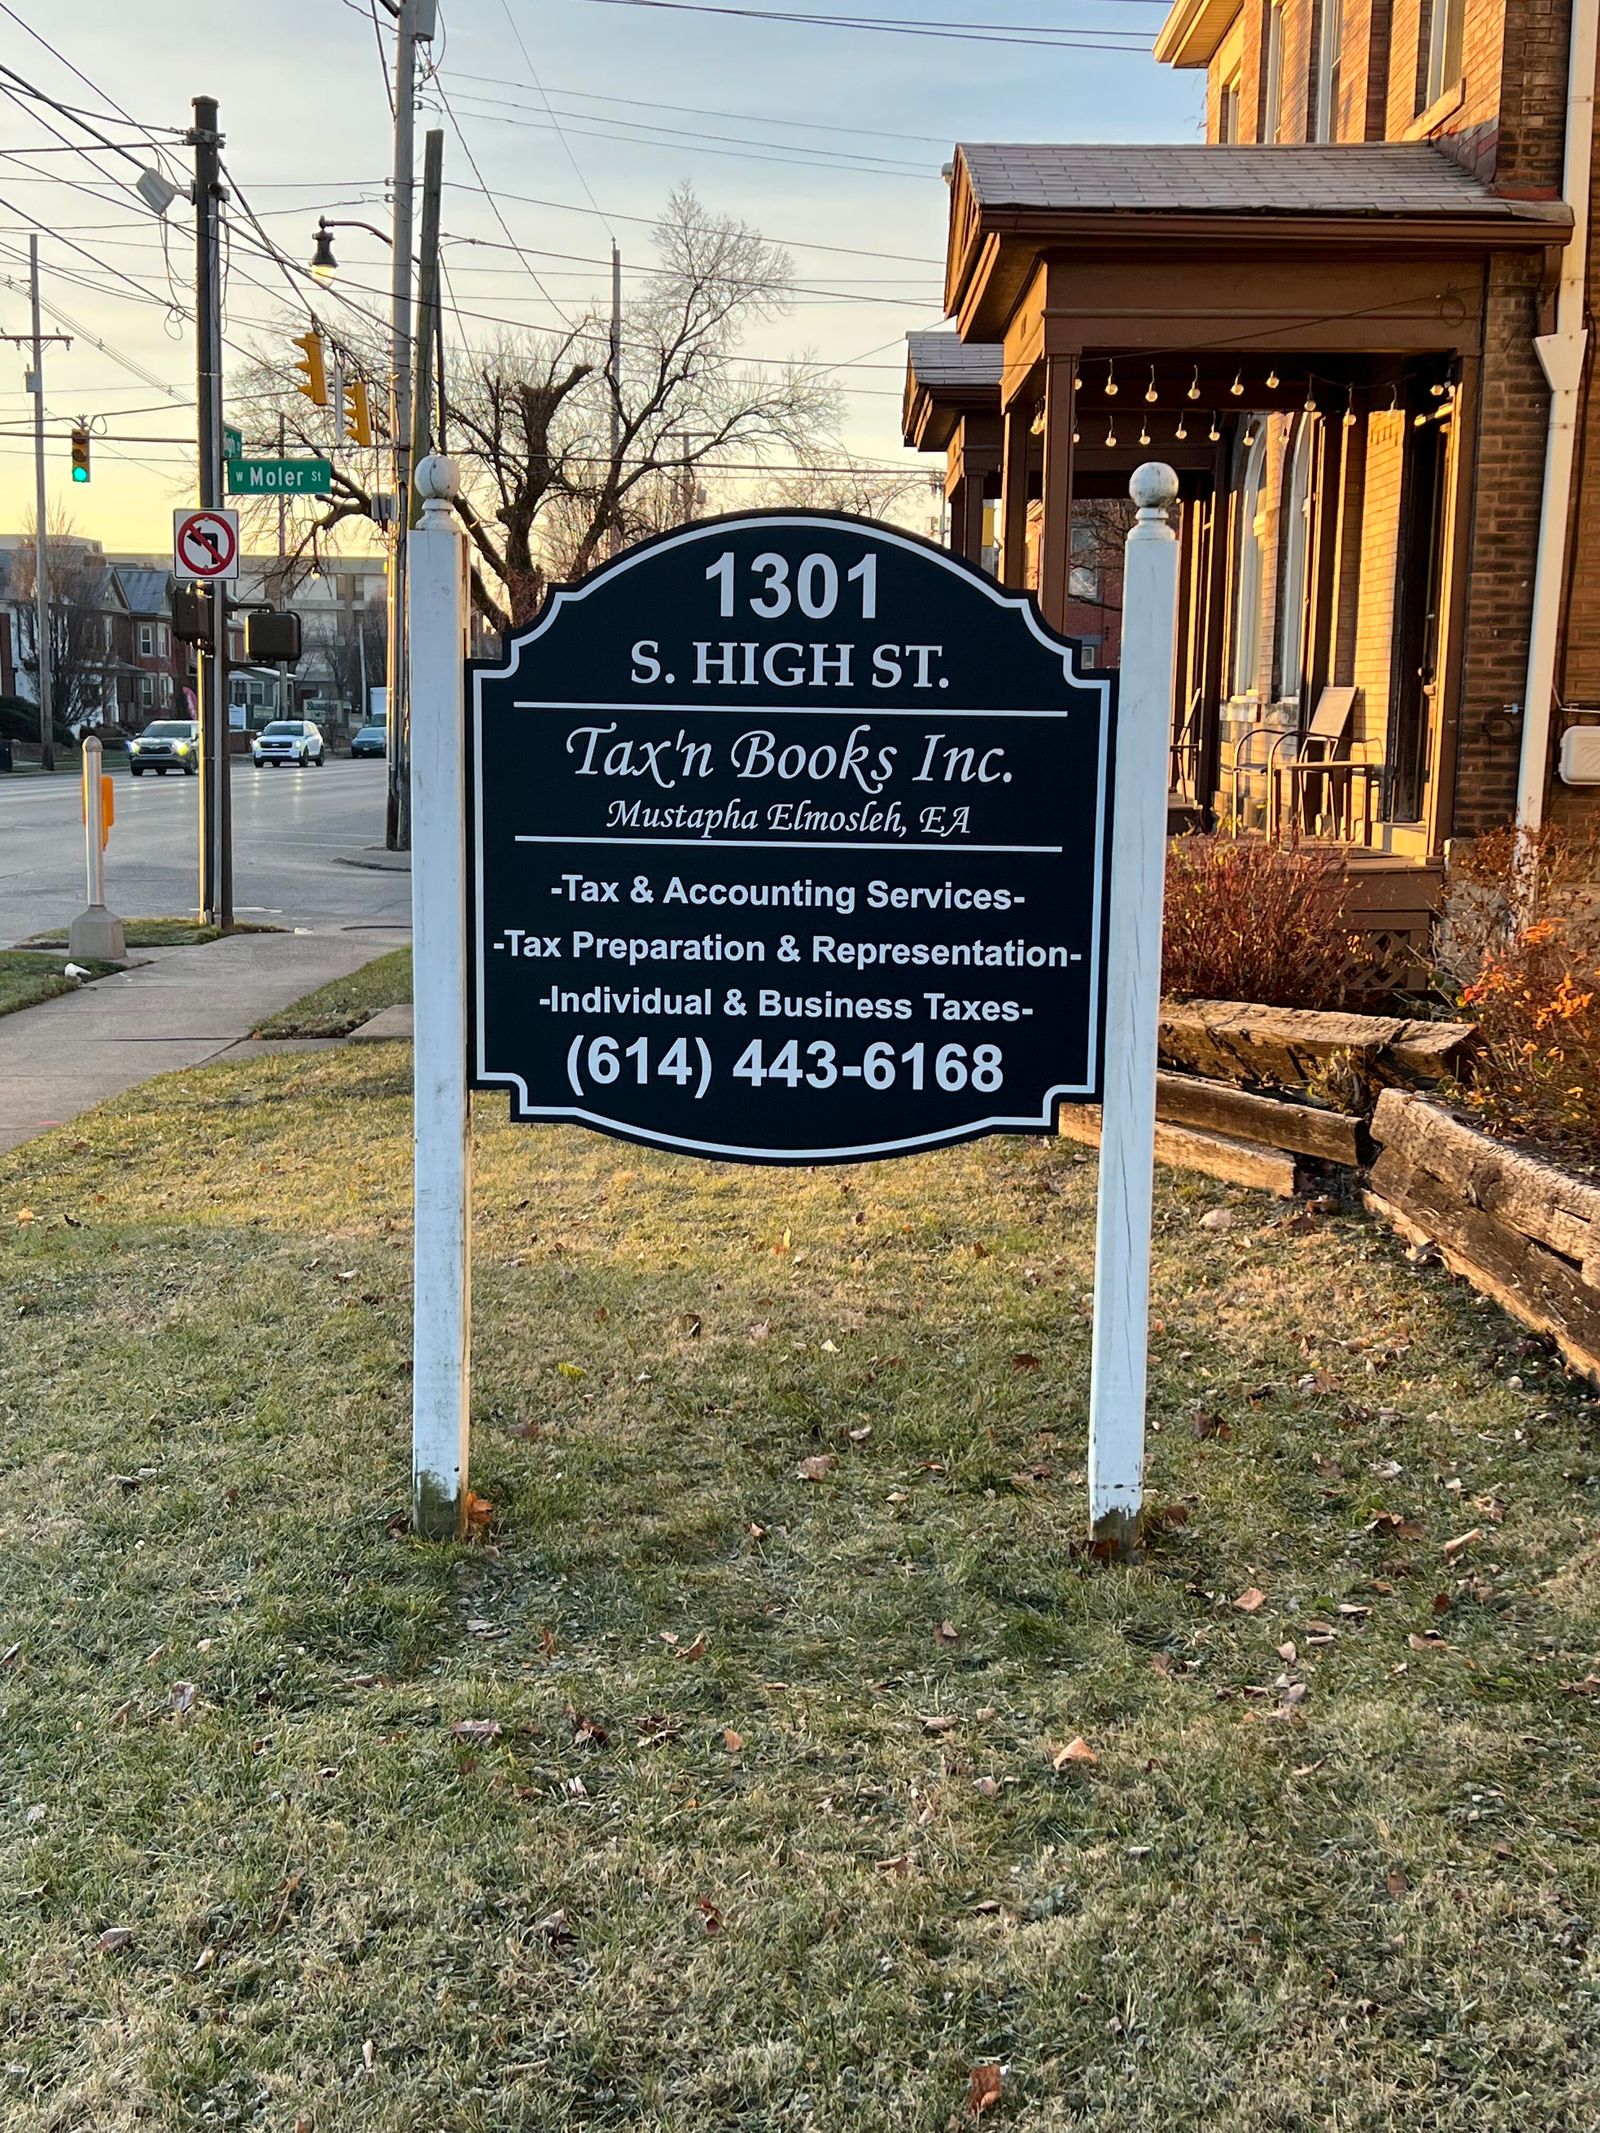 W Moler St
1301
S. HIGH ST.
Tax'n Books Inc.
Mustapha Elmosleh, EA
-Tax & Accounting Services-
-Tax Preparation & Representation-
-Individual & Business Taxes-
(614) 443-6168